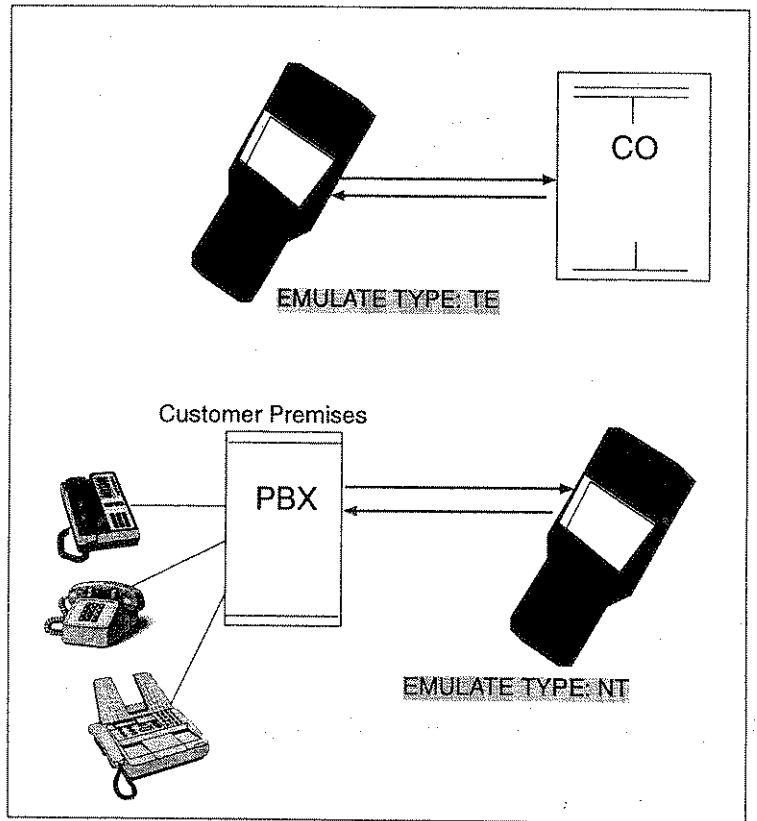 CO
EMULATE TYPE: TE
Customer Premises
PBX
EMULATE TYPE: NT